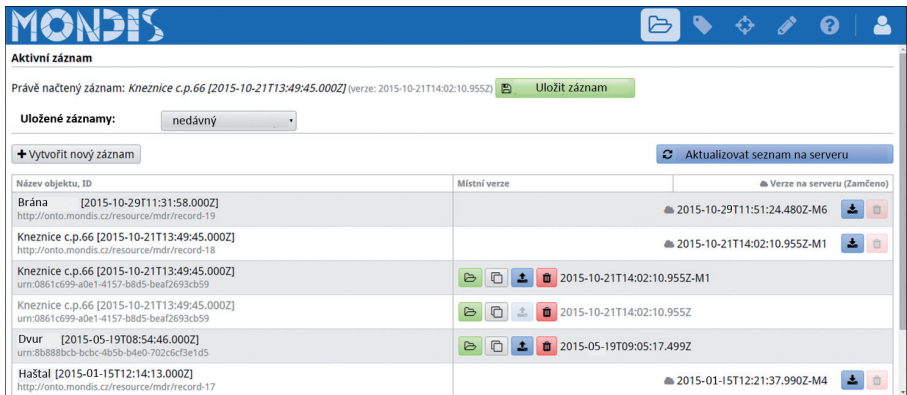 MONDIS
Aktivní záznam
Právě načtený záznam: Kneznice c.p.66 [2015-10-21T13:49:45.000Z] (verze: 2015-10-21T14:02:10.955Z) Uložit záznam
Uložené záznamy: nedávný
Vytvořit nový záznam Aktualizovat seznam na serveru
Název objektu, ID Místní verze Verze na serveru (Zamčeno)
Brána [2015-10-29T11:31:58.000Z]
http://onto.mondis.cz/resource/mdr/record-19
2015-10-29T11:51:24.480Z-M6
Kneznice c.p.66 [2015-10-21T13:49:45.000Z]
http://onto.mondis.cz/resource/mdr/record-18
2015-10-21T14:02:10.955Z-M1
Kneznice c.p.66 [2015-10-21T13:49:45.000Z]
urn:0861c699-a0e1-4157-b8d5-beaf2693cb59
2015-10-21T14:02:10.955Z-M1
Kneznice c.p.66 [2015-10-21T13:49:45.000Z]
urn:0861c699-a0e1-4157-b8d5-beaf2693cb59
2015-10-21T14:02:10.955Z
Dvur [2015-05-19T08:54:46.000Z]
urn:8b888bcb-bcbc-4b5b-b4e0-702c6cf3e1d5
2015-05-19T09:05:17.499Z
Haštal [2015-01-15T12:14:13.000Z]
http://onto.mondis.cz/resource/mdr/record-17
2015-01-15T12:21:37.990Z-M4